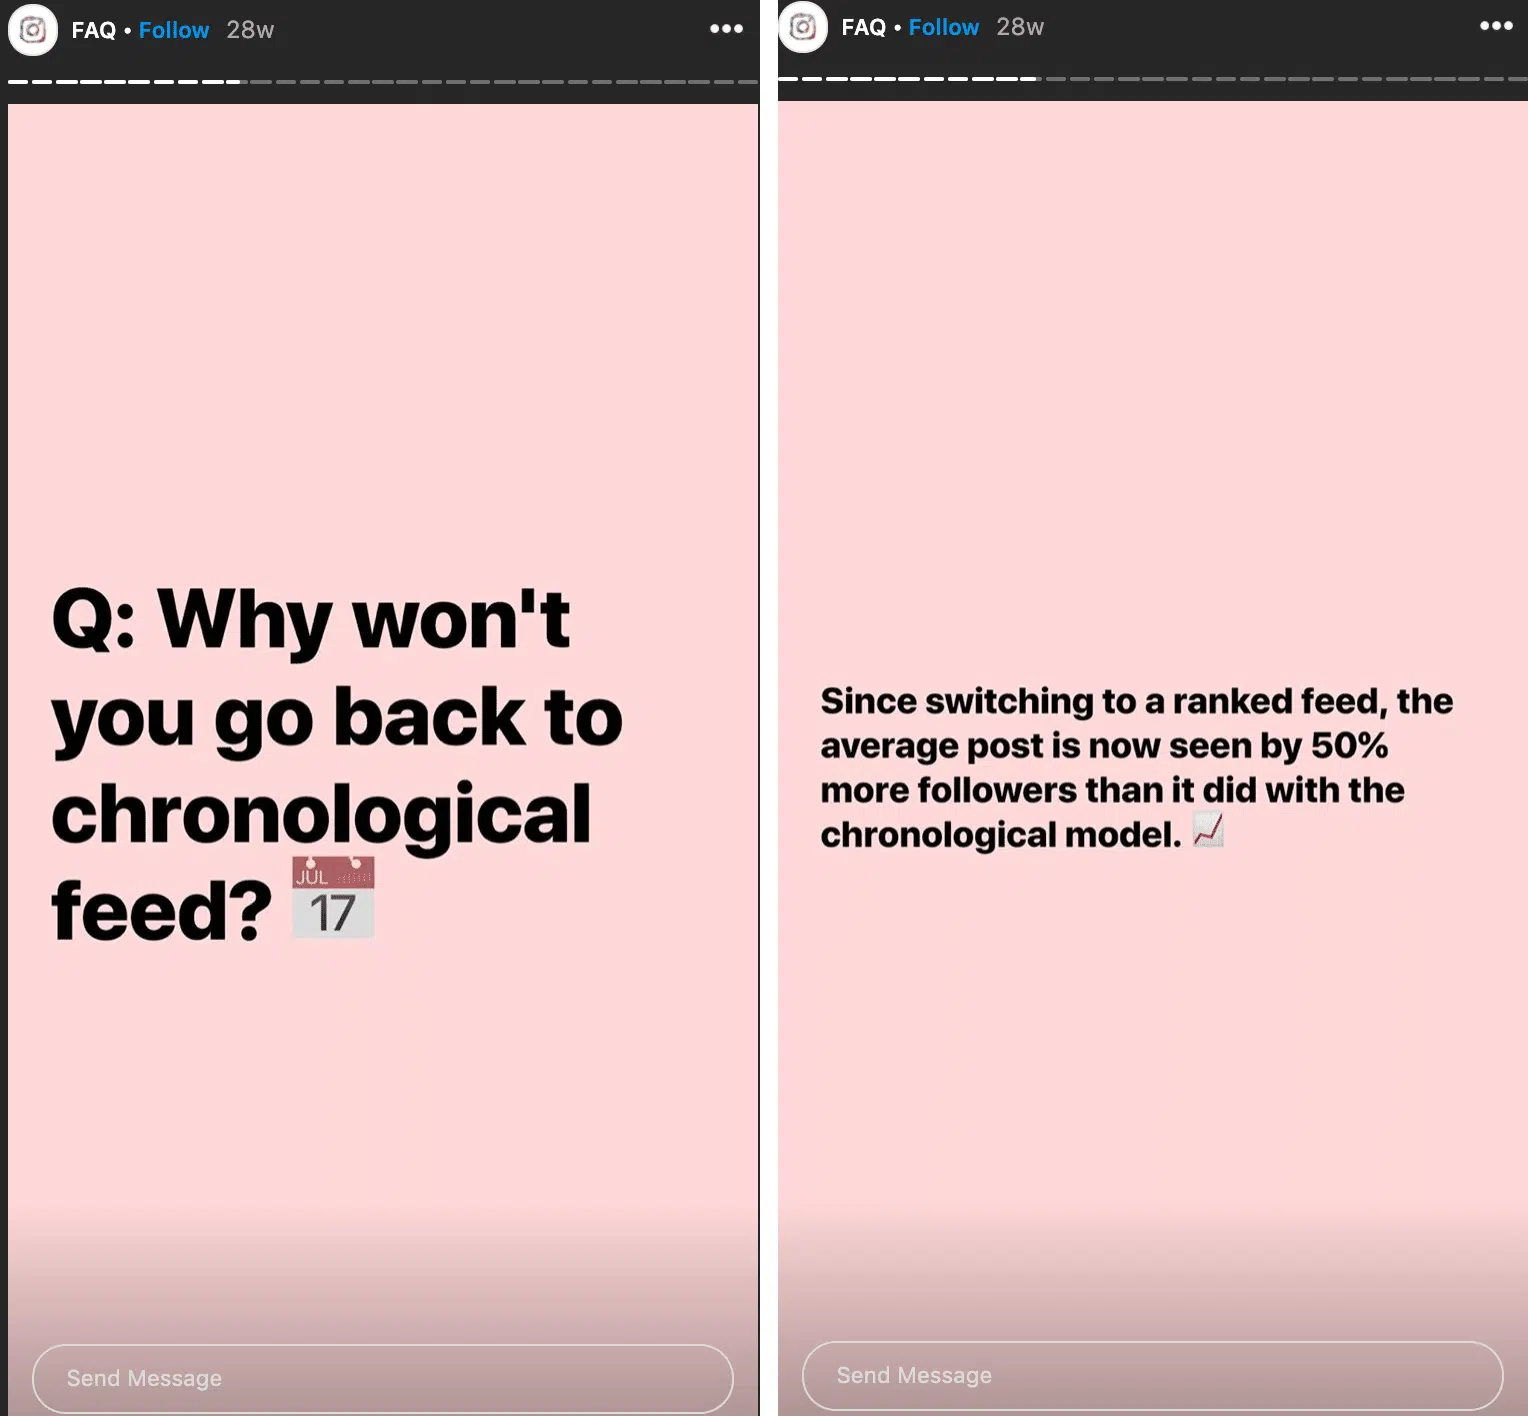 FAQ • Follow 28w
Q: Why won't
you go back to
chronological
feed?
JUL
17
Send Message
FAQ • Follow 28w
Since switching to a ranked feed, the
average post is now seen by 50%
more followers than it did with the
chronological model.
Send Message